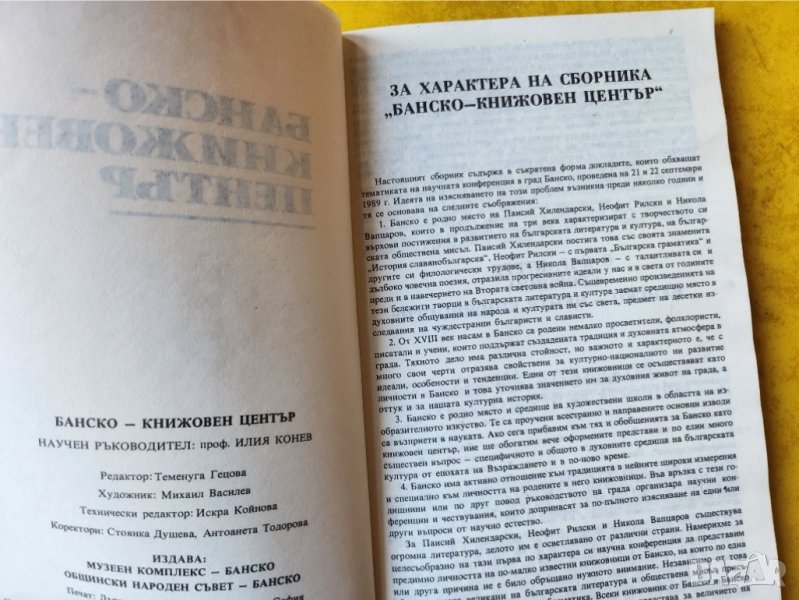 БАНСКО –
КНИЖОВЕН
ЦЕНТЪР
БАНСКО – КНИЖОВЕН ЦЕНТЪР
НАУЧЕН РЪКОВОДИТЕЛ: проф. ИЛИЯ КОНЕВ
Редактор: Теменуга Гецова
Художник: Михаил Василев
Технически редактор: Искра Койнова
Коректори: Стоянка Душева, Антоанета Тодорова
ИЗДАВА:
МУЗЕЕН КОМПЛЕКС – БАНСКО
ОБЩИНСКИ НАРОДЕН СЪВЕТ – БАНСКО
Печат:
ЗА ХАРАКТЕРА НА СБОРНИКА
„БАНСКО—КНИЖОВЕН ЦЕНТЪР“
Настоящият сборник съдържа в съкратена форма докладите, които обхващат
тематиката на научната конференция в град Банско, проведена на 21 и 22 септември
1989 г. Идеята на изясняването на този проблем възникна преди няколко години и
тя се основава на следните съображения:
1. Банско е родно място на Паисий Хилендарски, Неофит Рилски и Никола
Вапцаров, които в продължение на три века характеризират с творчеството си
върхови постижения в развитието на българската литература и култура, на българ-
ската обществена мисъл. Паисий Хилендарски постига това със своята знаменита
„История славянобългарска“, Неофит Рилски – с първата „Българска граматика“ и
другите си филологически трудове, а Никола Вапцаров – с талантливата си и
дълбоко човечна поезия, отразила прогресивните идеали у нас и в света от годините
преди и в навечерието на Втората световна война. Същевременно произведенията на
тези бележити творци в българската литература и култура заемат средищно място в
духовните общувания на народа и културата ни със света, предмет на десетки из-
следвания на чуждестранни българисти и слависти.
2. От XVIII век насам в Банско са родени немалко просветители, фолклористи,
писатели и учени, които поддържат създадената традиция и духовната атмосфера в
града. Тяхното дело има различна стойност, но важното и характерното е, че с
много свои черти отразява свойствени за културно-националното ни развитие
идеали, особености и тенденции. Едни от тези книжовници се осъществяват като
личности в Банско и това уточнява значението им за духовния живот на града, а
оттук и за нашата културна история.
3. Банско е родно място и средище на художествени школи в областта на из-
образителното изкуство. Те са проучени всестранно и направените основни изводи
са възприети в науката. Ако сега прибавим към тях и обобщенията за Банско като
книжовен център, ние ще обогатим вече оформените представи и по един много
съществен въпрос – специфичното и общото в духовните средища на българската
култура от епохата на Възраждането и в по-ново време.
4. Банско има активно отношение към традицията в нейните широки измерения
и специално към личността на родените в него книжовници. Във връзка с тези го-
дишнини или по друг повод ръководството на града организира научни кон-
ференции и чествувания, които допринасят за по-пълното изясняване на едни или
други въпроси от научно естество.
За Паисий Хилендарски, Неофит Рилски и Никола Вапцаров съществува
огромна литература, делото им е осветлявано от различни страни. Намерихме за
целесъобразно на тази първа по характера си научна конференция да представим
предимно личността на по-малко известни книжовници от Банско, на които по една
или друга причина не е било обръщано нужното внимание. Независимо от това